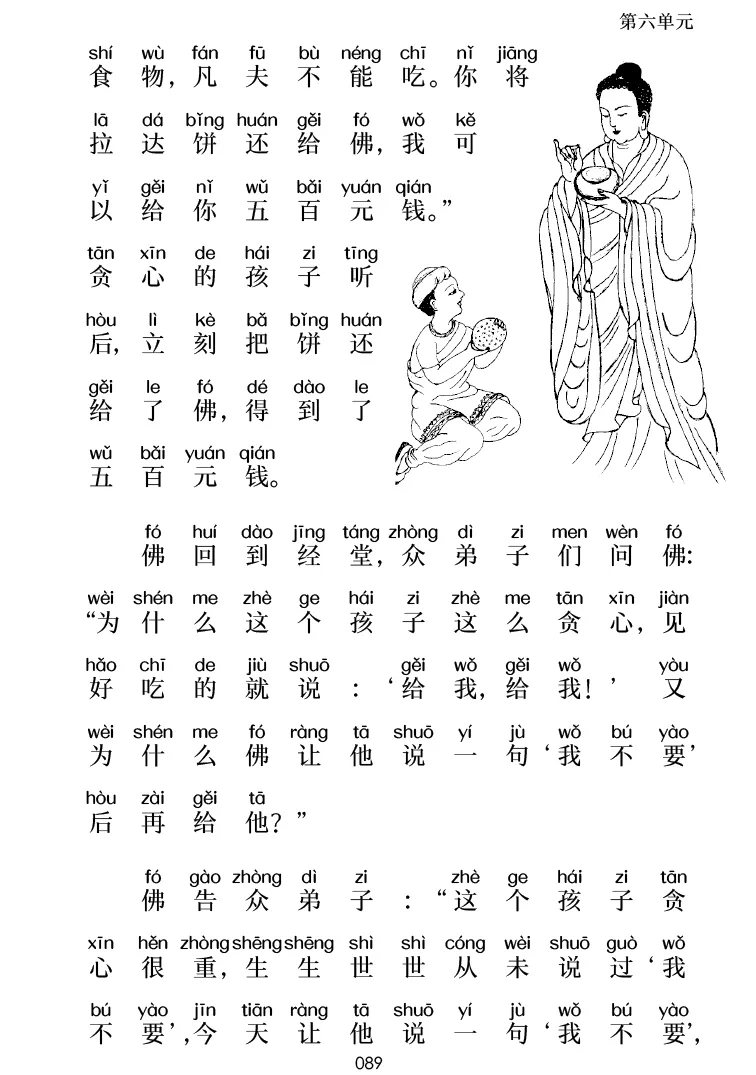 第六单元
shí wù fán fū bù néng chī nǐ jiāng
食物，凡夫不能吃。你将
lā dá bǐng huán gěi fó wǒ kě
拉达饼还给佛，我可
yǐ gěi nǐ wǔ bǎi yuán qián
以给你五百元钱。”
tān xīn de hái zi tīng
贪心的孩子听
hòu lì kè bǎ bǐng huán
后，立刻把饼还
gěi le fó dé dào le
给了佛，得到了
wǔ bǎi yuán qián
五百元钱。
fó huí dào jīng táng zhòng dì zi men wèn fó
佛回到经堂，众弟子们问佛：
wèi shén me zhè ge hái zi zhè me tān xīn jiàn
“为什么这个孩子这么贪心，见
hǎo chī de jiù shuō gěi wǒ gěi wǒ yòu
好吃的就说：‘给我，给我！’又
wèi shén me fó ràng tā shuō yí jù wǒ bú yào
为什么佛让他说一句‘我不要’
hòu zài gěi tā
后再给他？”
fó gào zhòng dì zi zhè ge hái zi tān
佛告众弟子：“这个孩子贪
xīn hěn zhòng shēng shēng shì shì cóng wèi shuō guò wǒ
心很重，生生世世从未说过‘我
bú yào jīn tiān ràng tā shuō yí jù wǒ bú yào
不要’，今天让他说一句‘我不要’，
089